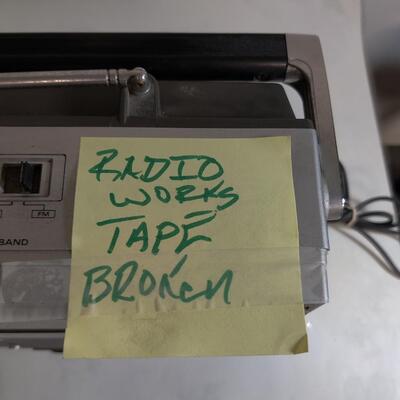 RADIO
WORKS
TAPE
BROKEN
FM
BAND